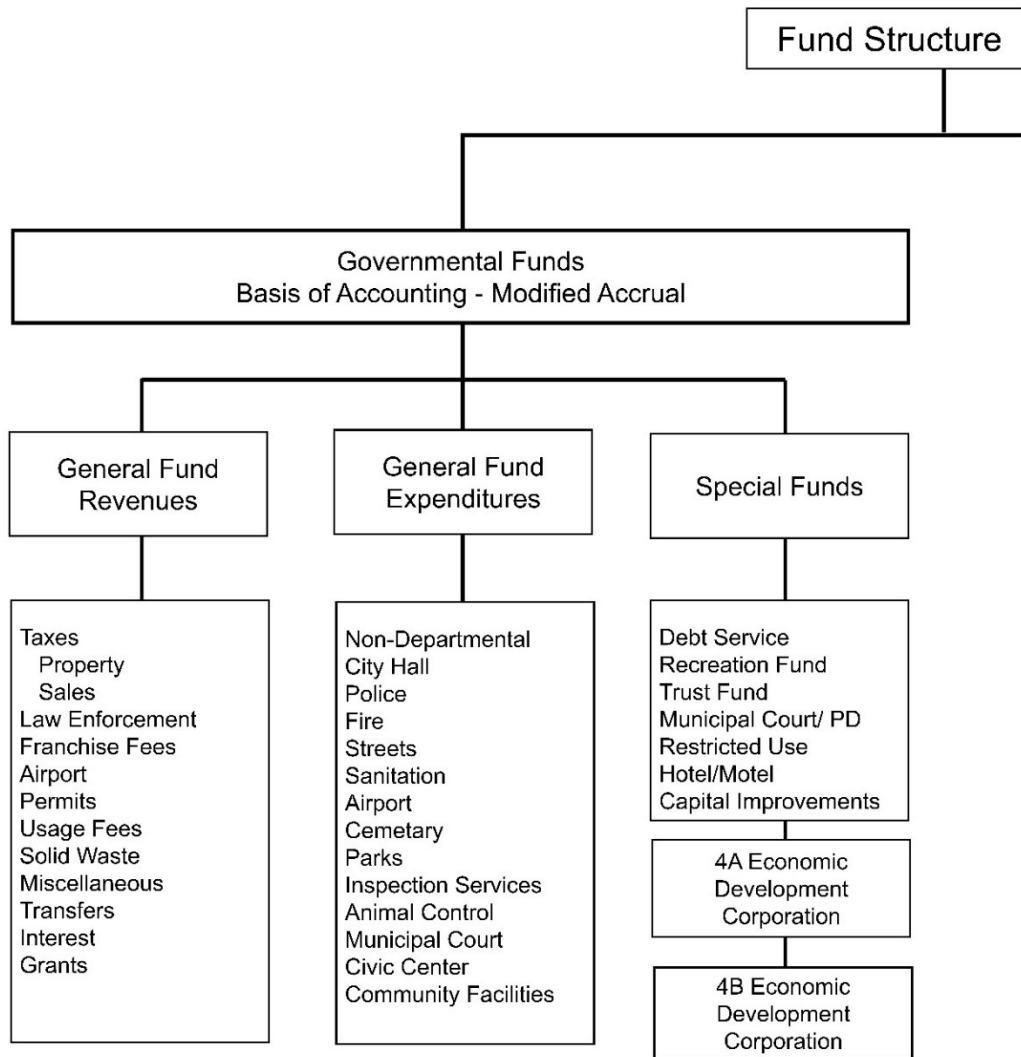 Fund Structure
Governmental Funds
Basis of Accounting - Modified Accrual
General Fund
Revenues
General Fund
Expenditures
Special Funds
Taxes
Property
Sales
Law Enforcement
Franchise Fees
Airport
Permits
Usage Fees
Solid Waste
Miscellaneous
Transfers
Interest
Grants
Non-Departmental
City Hall
Police
Fire
Streets
Sanitation
Airport
Cemetary
Parks
Inspection Services
Animal Control
Municipal Court
Civic Center
Community Facilities
Debt Service
Recreation Fund
Trust Fund
Municipal Court/ PD
Restricted Use
Hotel/Motel
Capital Improvements
4A Economic
Development
Corporation
4B Economic
Development
Corporation